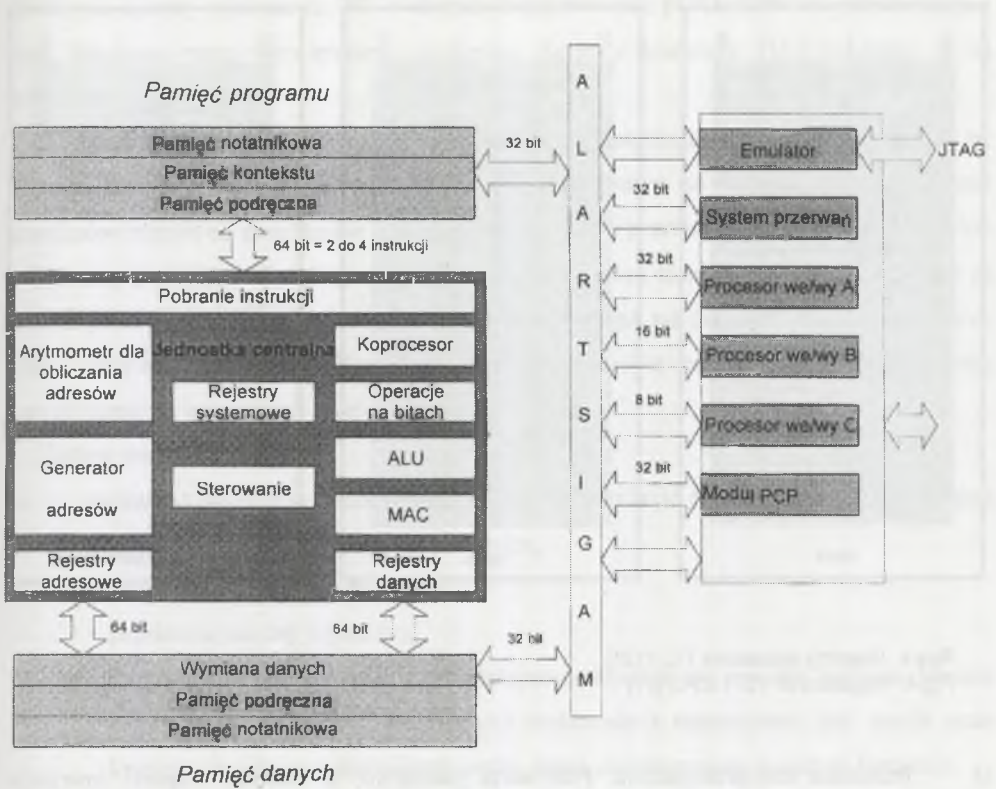 Pamięć programu
Pamięć notatnikowa
Pamięć kontekstu
Pamięć podręczna
32 bit
64 bit = 2 do 4 instrukcji
Pobranie instrukcji
Arytmometr dla
obliczania
adresów
Jednostka centralna
Koprocesor
Rejestry
systemowe
Operacje
na bitach
Generator
adresów
Sterowanie
ALU
MAC
Rejestry
adresowe
Rejestry
danych
64 bit
64 bit
32 bit
Wymiana danych
Pamięć podręczna
Pamięć notatnikowa
Pamięć danych
M
A
G
I
S
T
R
A
L
A
Emulator
JTAG
32 bit
System przerwań
32 bit
Procesor we/wy A
16 bit
Procesor we/wy B
8 bit
Procesor we/wy C
32 bit
Moduł PCP